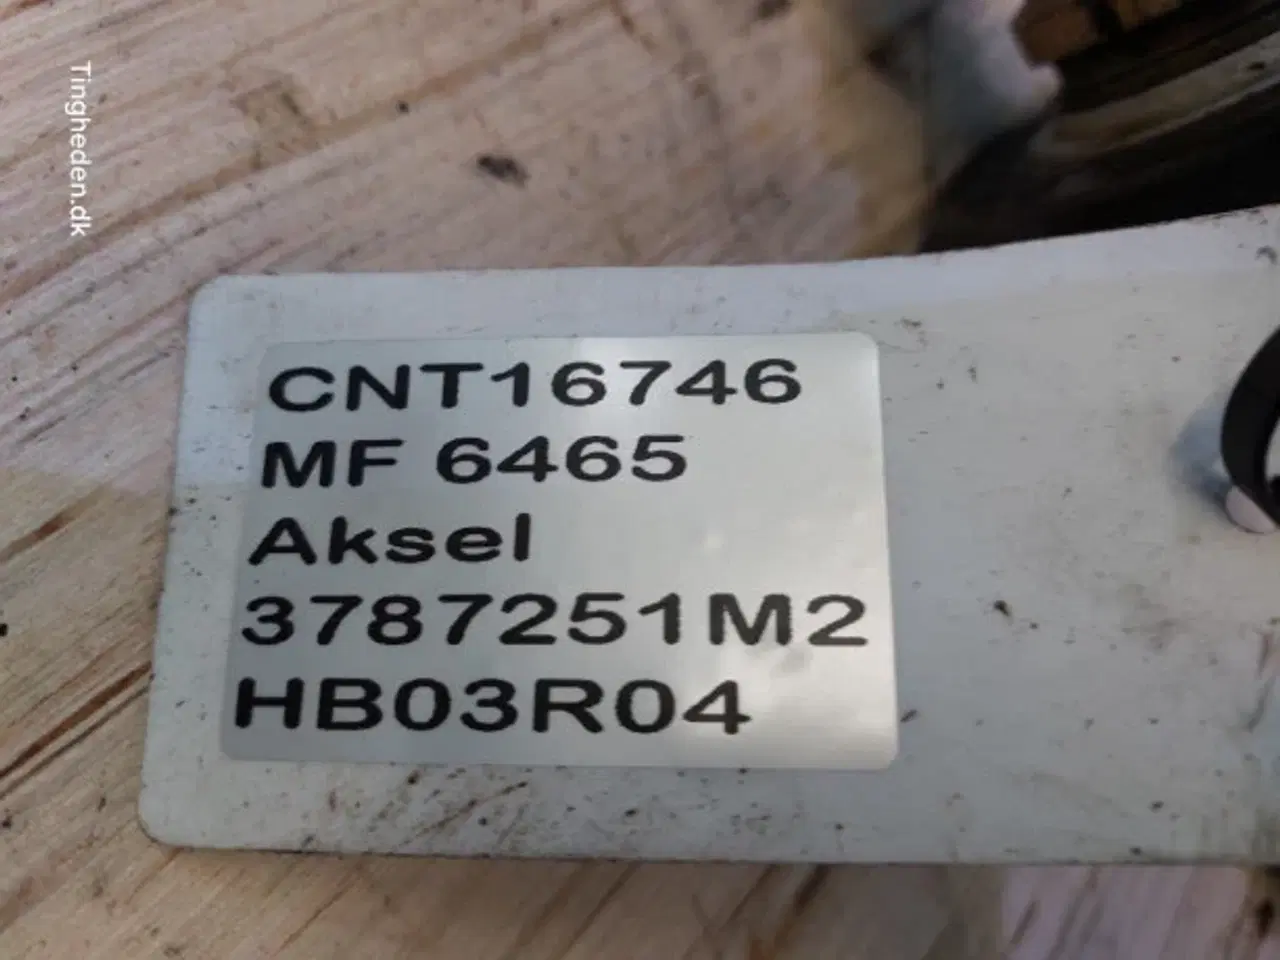 Tingheden.dk
CNT16746
MF 6465
Aksel
3787251M2
HB03R04